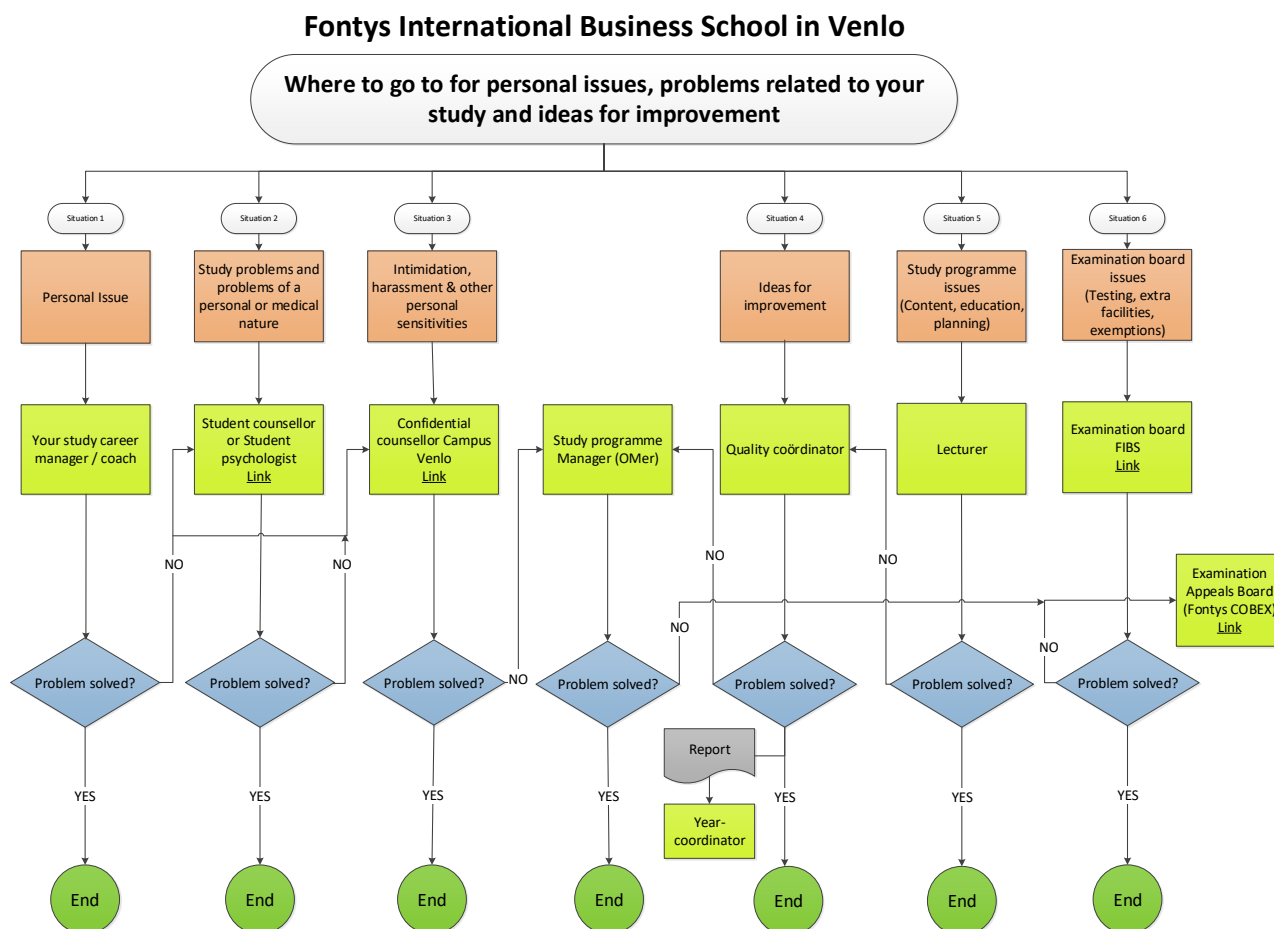 Fontys International Business School in Venlo
Where to go to for personal issues, problems related to your
study and ideas for improvement
Situation 1
Situation 2
Situation 3
Situation 4
Situation 5
Situation 6
Personal Issue
Study problems and
problems of a
personal or medical
nature
Intimidation,
harassment & other
personal
sensitivities
Ideas for
improvement
Study programme
issues
(Content, education,
planning)
Examination board
issues
(Testing, extra
facilities,
exemptions)
Your study career
manager / coach
Student counsellor
or Student
psychologist
Link
Confidential
counsellor Campus
Venlo
Link
Study programme
Manager (OMer)
Quality coördinator
Lecturer
Examination board
FIBS
Link
NO
NO
NO
NO
Examination
Appeals Board
(Fontys COBEX)
Link
NO
NO
Problem solved?
Problem solved?
Problem solved?
NO
Problem solved?
Problem solved?
Problem solved?
Problem solved?
Report
YES
YES
YES
YES
YES
YES
YES
Year-
coordinator
End
End
End
End
End
End
End